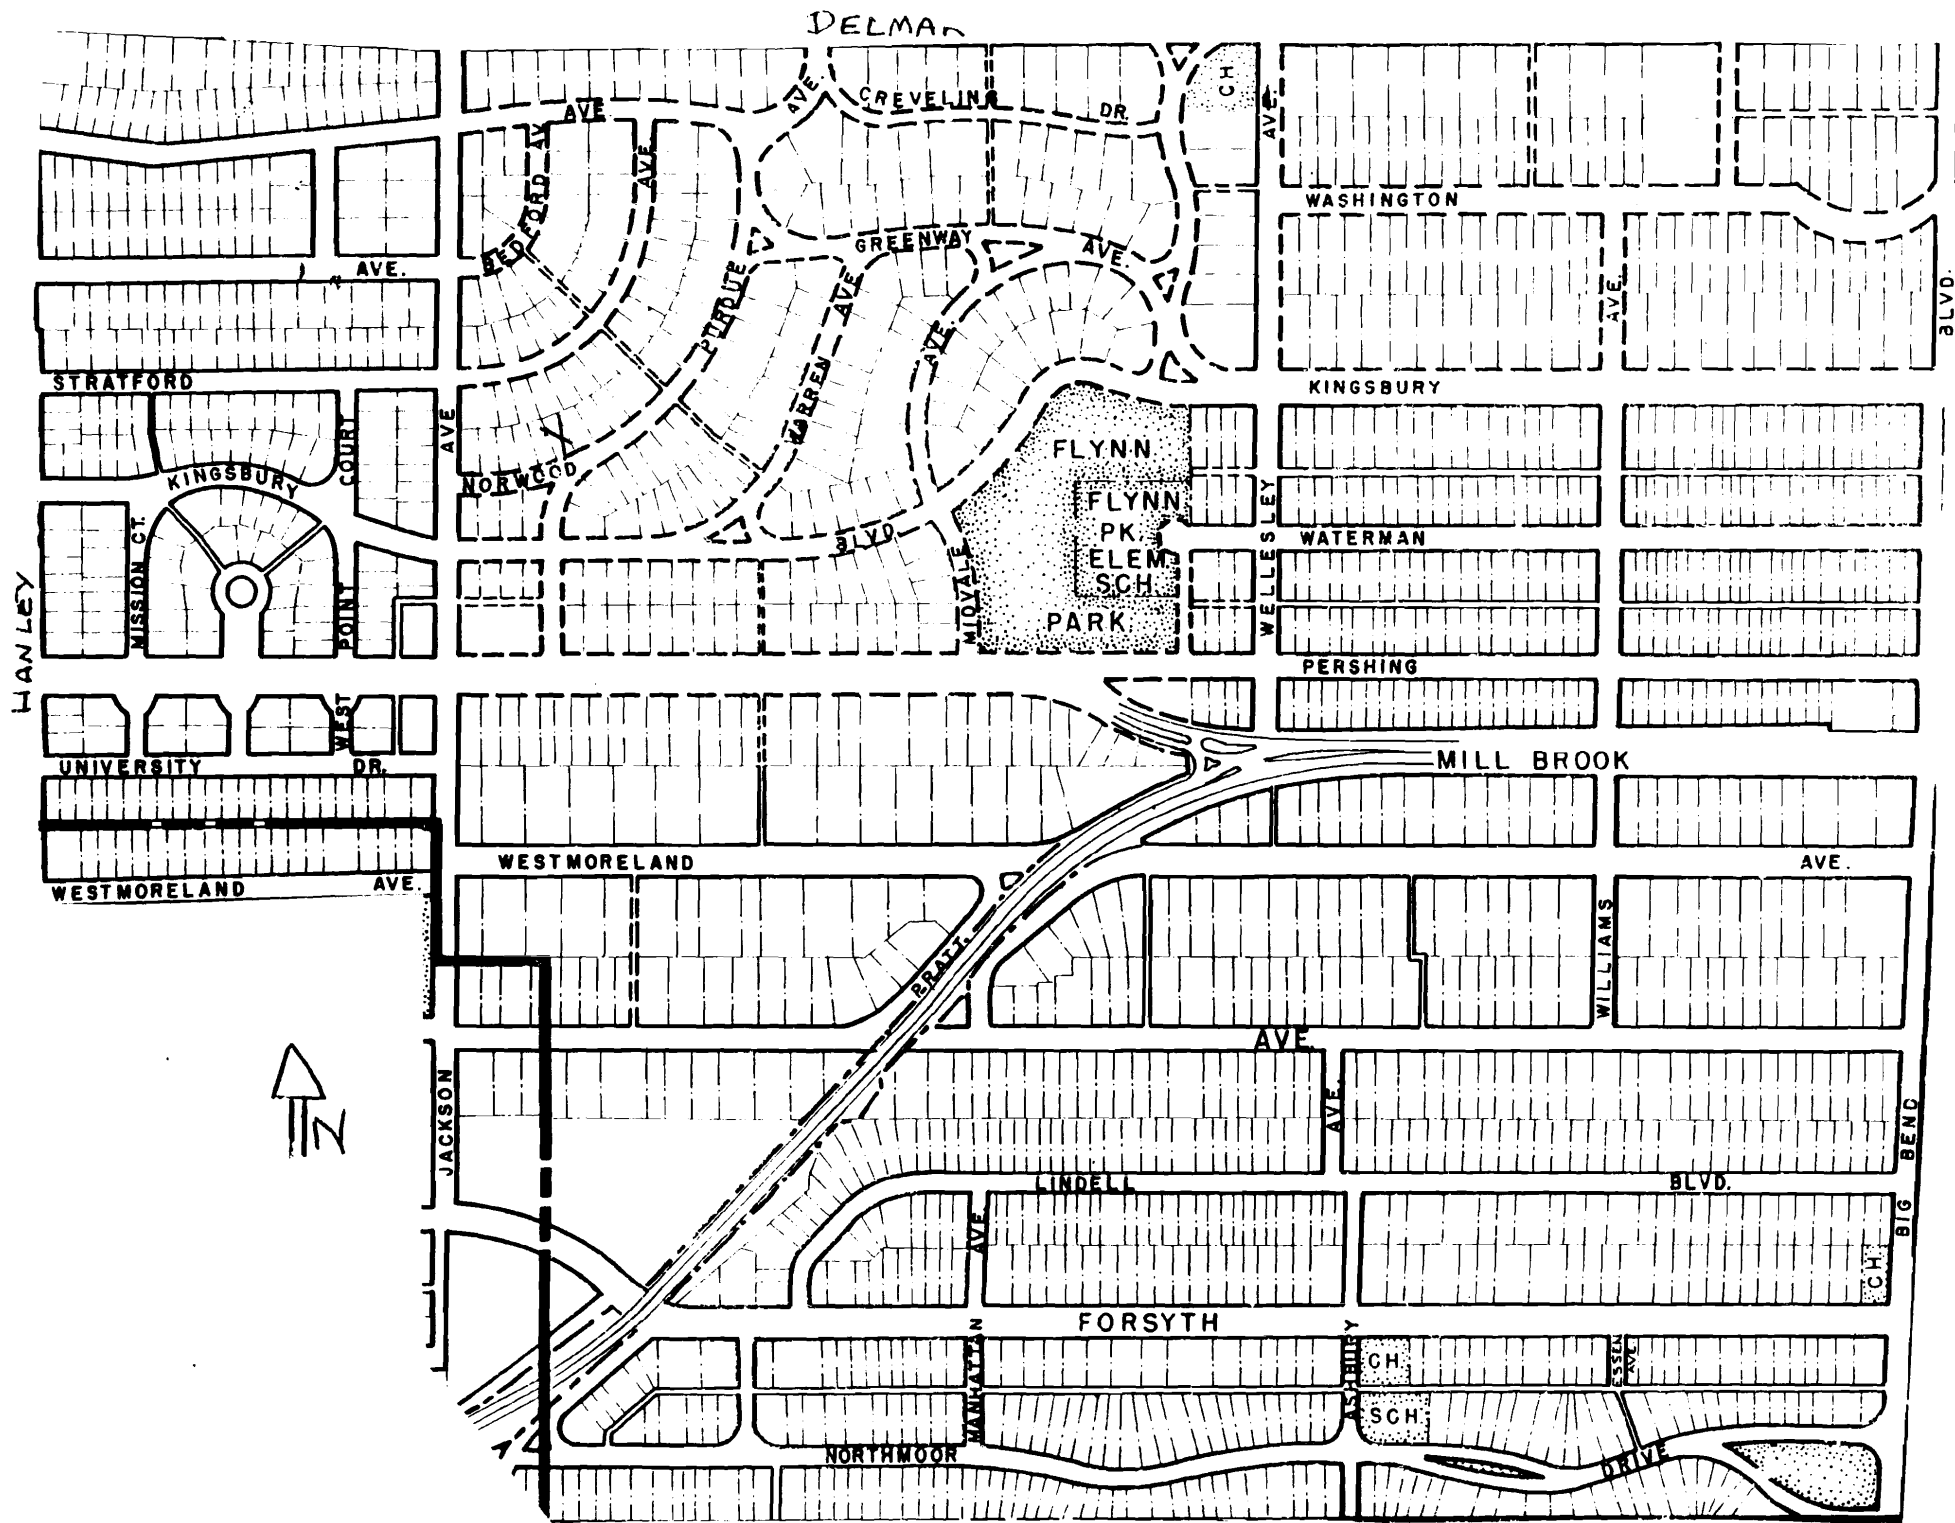 DELMAR
CREVELING
AVE.
DR.
CH
AVE.
AVE
BEDFORD AV
AVE
WASHINGTON
GREENWAY
AVE.
AVE.
PURDUE
AVE
AVE.
BLVD.
STRATFORD
KINGSBURY
WARREN
AVE.
COURT
AVE
FLYNN
KINGSBURY
NORWOOD
FLYNN
PK
ELEM
SCH
PARK
WELLESLEY
WATERMAN
BLVD
MISSION CT.
POINT
MIDVALE
HANLEY
PERSHING
WEST
UNIVERSITY
DR.
MILL BROOK
WESTMORELAND
AVE.
WESTMORELAND
AVE.
WILLIAMS
PRATT
AVE.
N
JACKSON
AVE.
BEND
LINDELL
BLVD.
BIG
AVE.
CH
FORSYTH
MANHATTAN
ASHBURY
CH.
ESSEX
AVE.
SCH.
NORTHMOOR
DRIVE
A